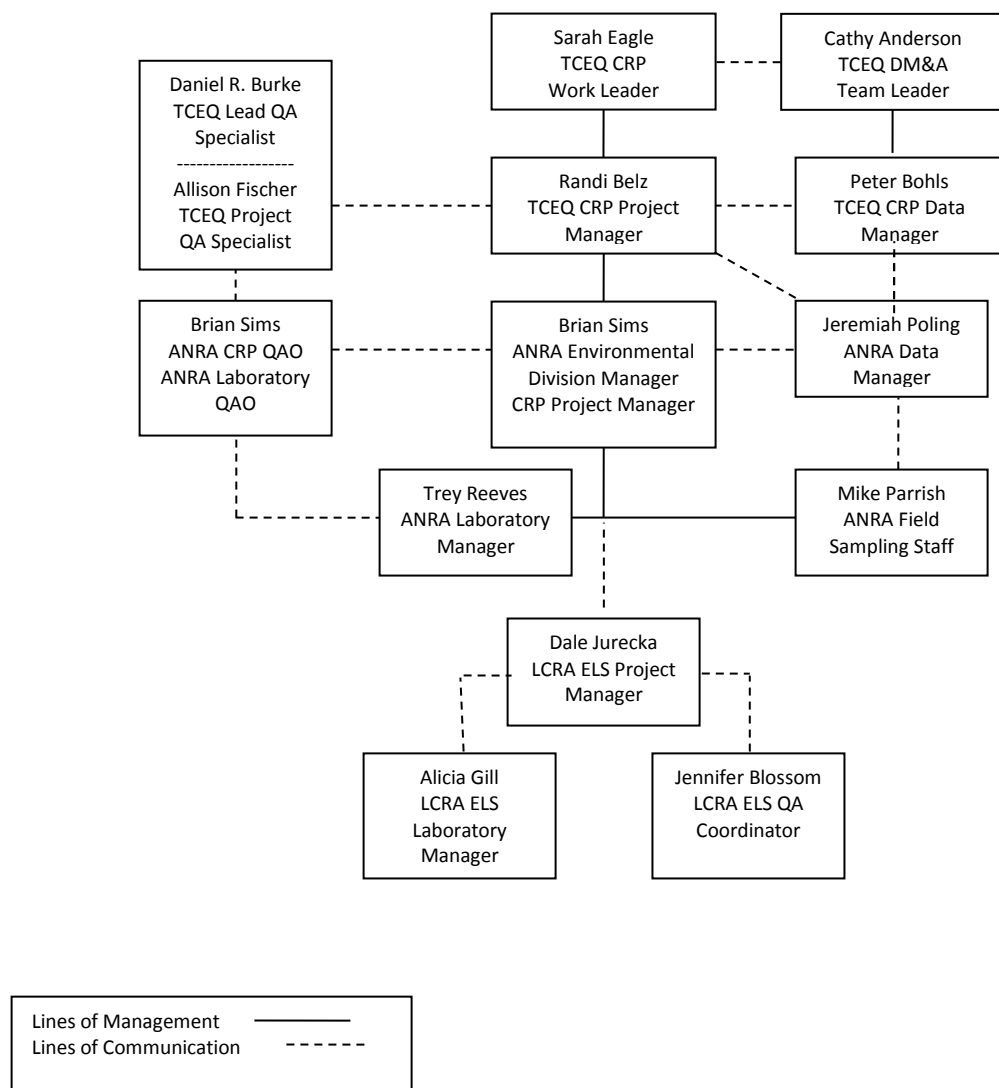 Sarah Eagle
TCEQ CRP
Work Leader
Cathy Anderson
TCEQ DM&A
Team Leader
Daniel R. Burke
TCEQ Lead QA
Specialist
------------------
Allison Fischer
TCEQ Project
QA Specialist
Randi Belz
TCEQ CRP Project
Manager
Peter Bohls
TCEQ CRP Data
Manager
Brian Sims
ANRA CRP QAO
ANRA Laboratory
QAO
Brian Sims
ANRA Environmental
Division Manager
CRP Project Manager
Jeremiah Poling
ANRA Data
Manager
Trey Reeves
ANRA Laboratory
Manager
Mike Parrish
ANRA Field
Sampling Staff
Dale Jurecka
LCRA ELS Project
Manager
Alicia Gill
LCRA ELS
Laboratory
Manager
Jennifer Blossom
LCRA ELS QA
Coordinator
Lines of Management
Lines of Communication